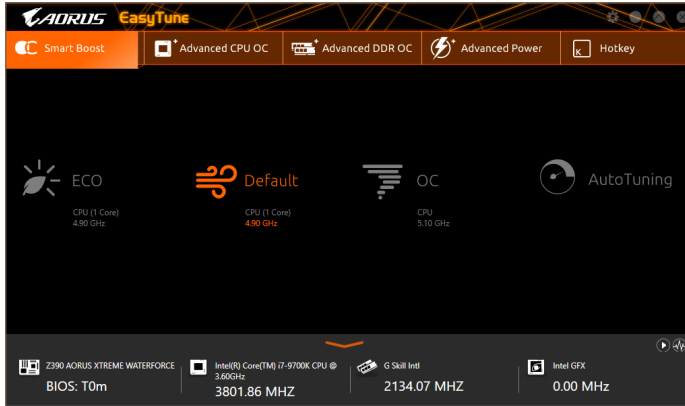 AORUS EasyTune
Smart Boost
Advanced CPU OC
Advanced DDR OC
Advanced Power
K Hotkey
ECO
CPU (1 Core)
4.90 GHz
Default
CPU (1 Core)
4.90 GHz
OC
CPU
5.10 GHz
AutoTuning
Z390 AORUS XTREME WATERFORCE
BIOS: T0m
Intel(R) Core(TM) i7-9700K CPU @
3.60GHz
3801.86 MHZ
G Skill Intl
2134.07 MHZ
Intel GFX
0.00 MHz